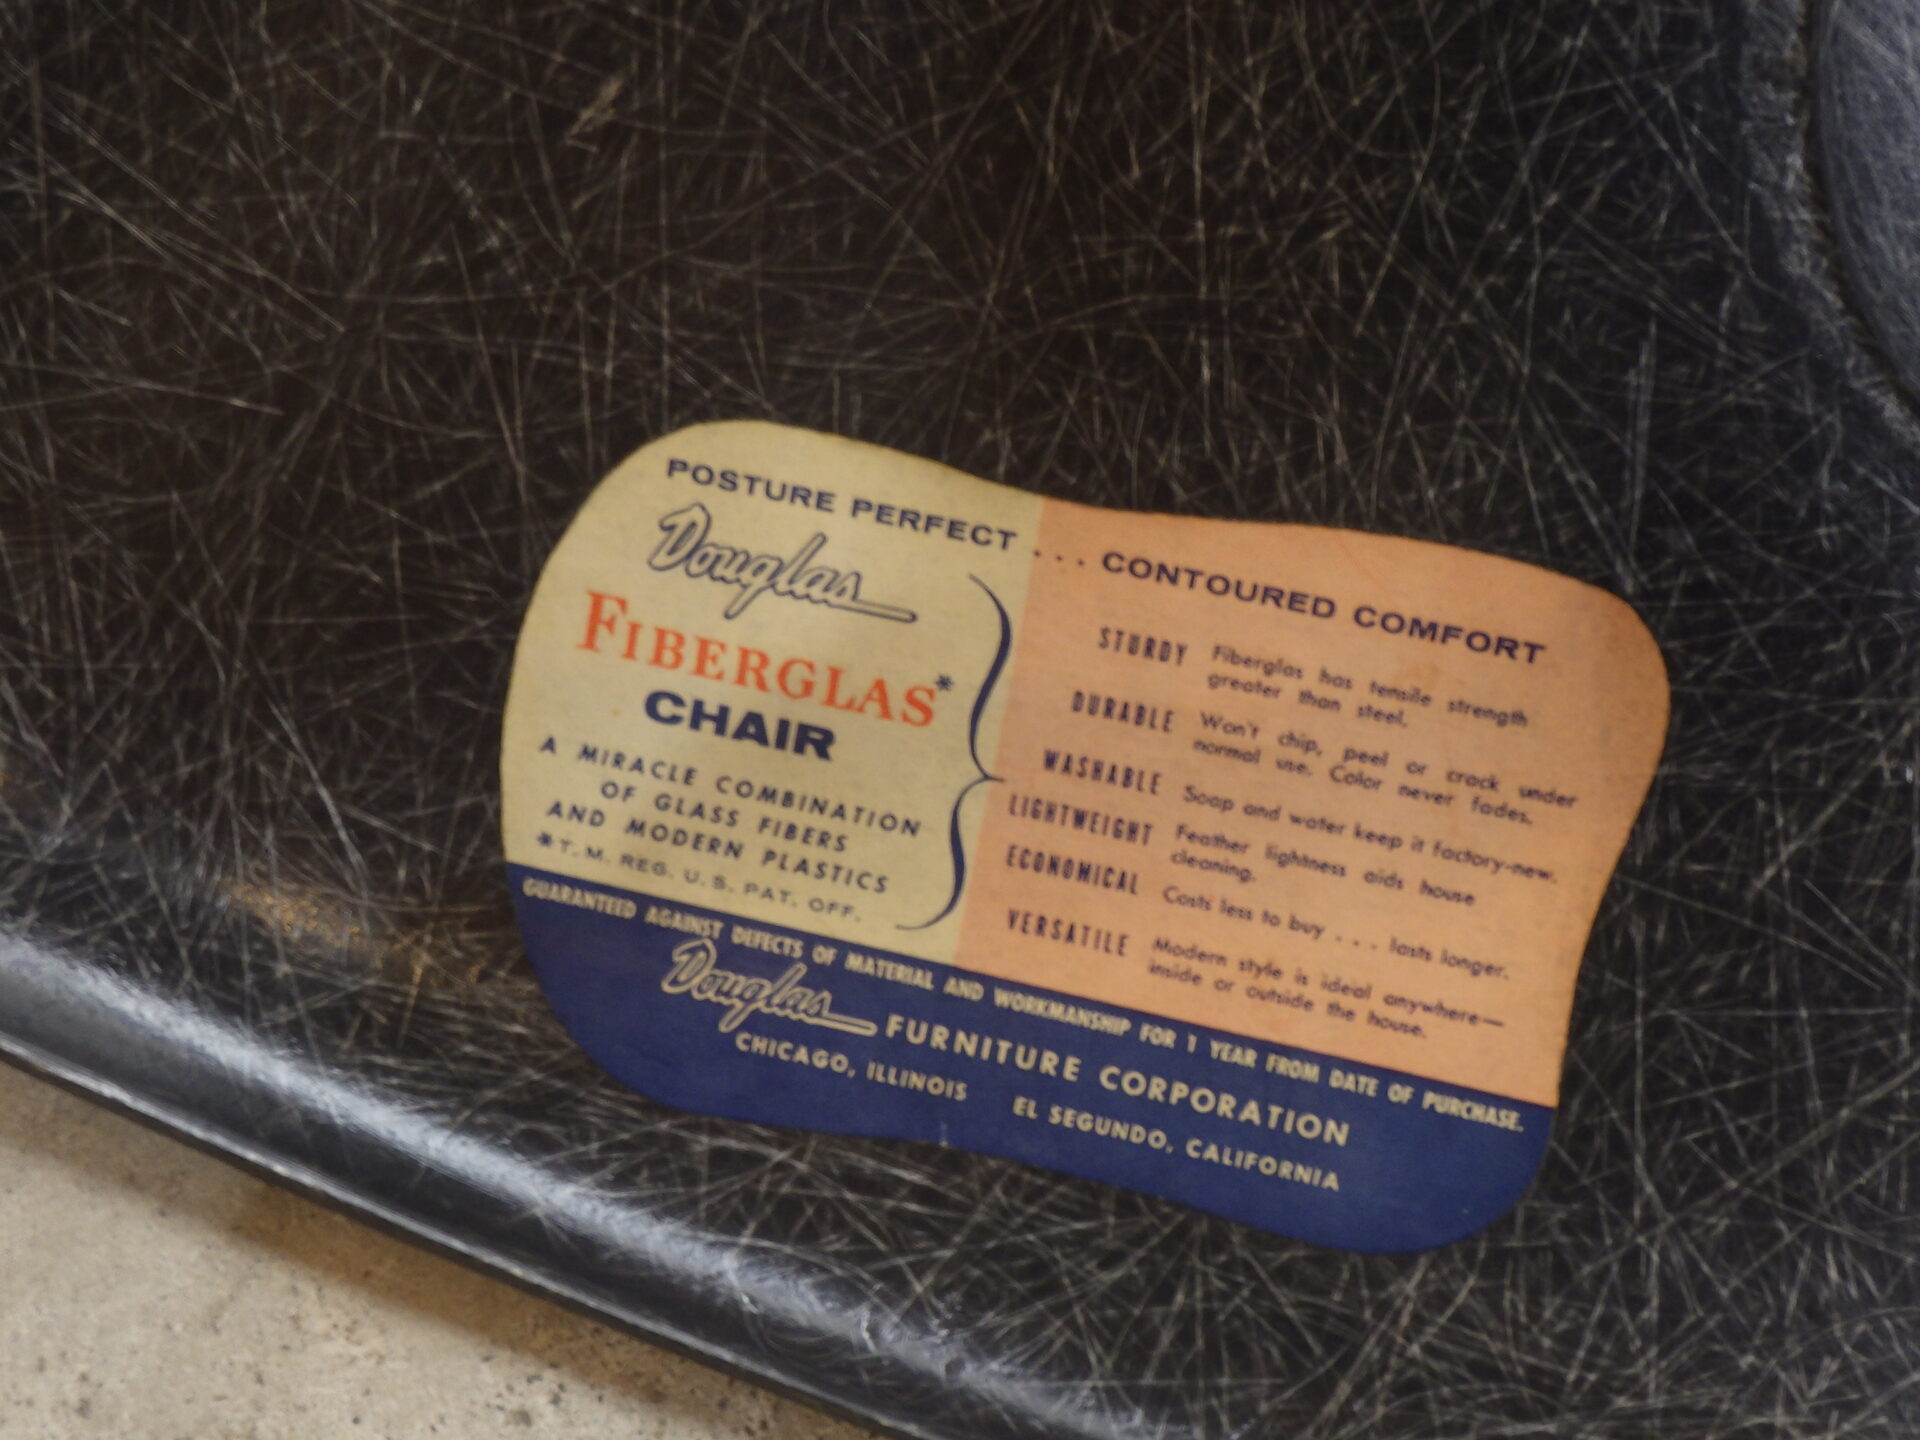 POSTURE PERFECT . . . CONTOURED COMFORT
Douglas
FIBERGLAS*
CHAIR
A MIRACLE COMBINATION
OF GLASS FIBERS
AND MODERN PLASTICS
*T. M. REG. U. S. PAT. OFF.
STURDY Fiberglas has tensile strength
greater than steel.
DURABLE Won't chip, peel or crack under
normal use. Color never fades.
WASHABLE Soap and water keep it factory-new.
LIGHTWEIGHT Feather lightness aids house
cleaning.
ECONOMICAL Costs less to buy . . . lasts longer.
VERSATILE Modern style is ideal anywhere—
inside or outside the house.
GUARANTEED AGAINST DEFECTS OF MATERIAL AND WORKMANSHIP FOR 1 YEAR FROM DATE OF PURCHASE.
Douglas FURNITURE CORPORATION
CHICAGO, ILLINOIS EL SEGUNDO, CALIFORNIA